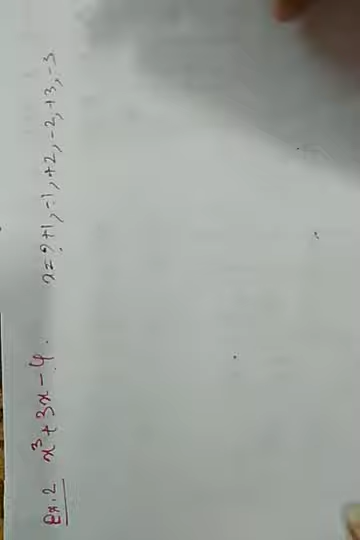 Ex.2 x³ + 3x - 4. x = ? +1, -1, +2, -2, +3, -3